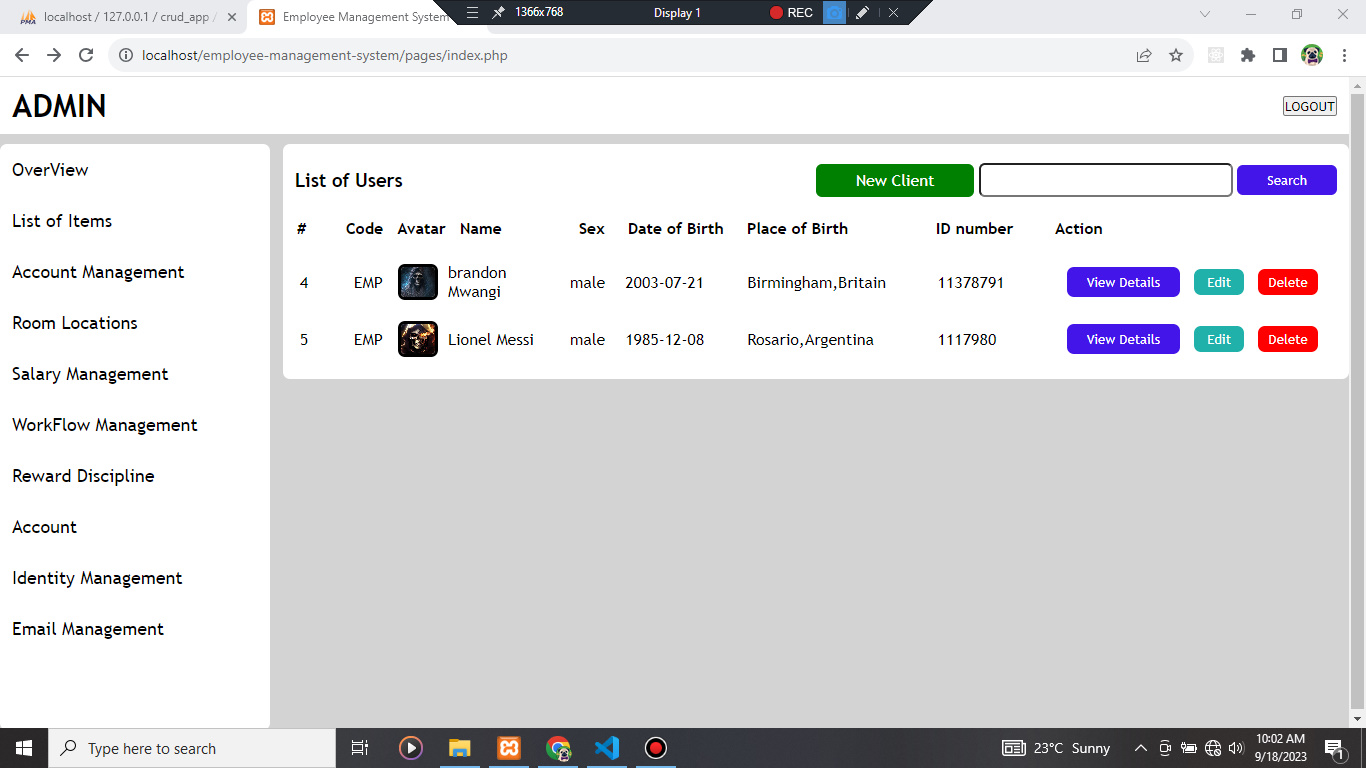 localhost / 127.0.0.1 / crud_app /
Employee Management System
1366x768
Display 1
REC
localhost/employee-management-system/pages/index.php
ADMIN
LOGOUT
OverView
List of Items
Account Management
Room Locations
Salary Management
WorkFlow Management
Reward Discipline
Account
Identity Management
Email Management
List of Users
New Client
Search
# Code Avatar Name Sex Date of Birth Place of Birth ID number Action
4 EMP brandon Mwangi male 2003-07-21 Birmingham,Britain 11378791 View Details Edit Delete
5 EMP Lionel Messi male 1985-12-08 Rosario,Argentina 1117980 View Details Edit Delete
Type here to search
23°C Sunny
10:02 AM
9/18/2023
1